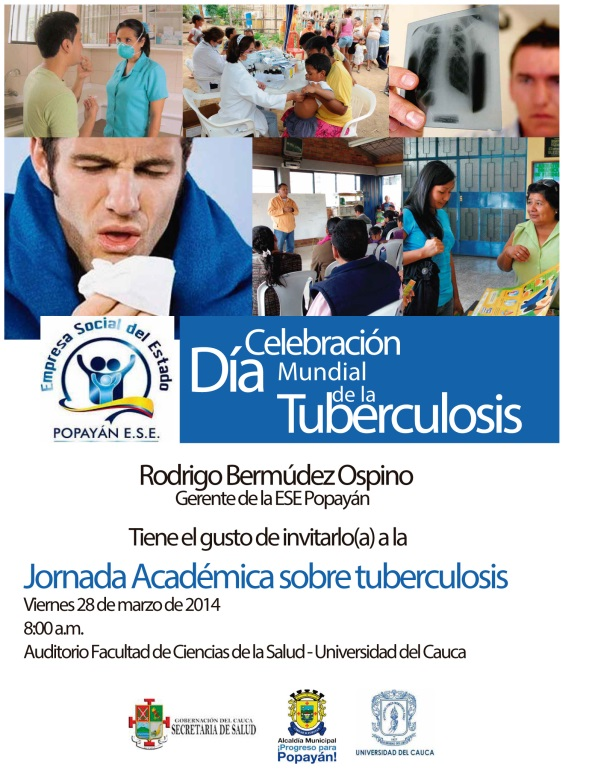 Empresa Social del Estado
POPAYÁN E.S.E.
Celebración
Día Mundial
de la
Tuberculosis
Rodrigo Bermúdez Ospino
Gerente de la ESE Popayán
Tiene el gusto de invitarlo(a) a la
Jornada Académica sobre tuberculosis
Viernes 28 de marzo de 2014
8:00 a.m.
Auditorio Facultad de Ciencias de la Salud - Universidad del Cauca
GOBERNACIÓN DEL CAUCA
SECRETARIA DE SALUD
Alcaldía Municipal
¡Progreso para
Popayán!
UNIVERSIDAD DEL CAUCA